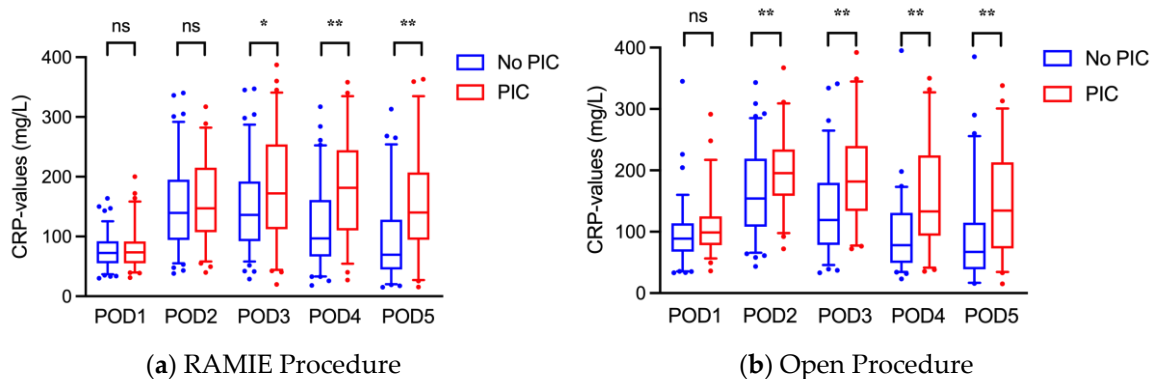 ns ns * ** **
400
300
200
100
0
CRP-values (mg/L)
No PIC
PIC
POD1 POD2 POD3 POD4 POD5
(a) RAMIE Procedure
ns ** ** ** **
400
300
200
100
0
CRP-values (mg/L)
No PIC
PIC
POD1 POD2 POD3 POD4 POD5
(b) Open Procedure